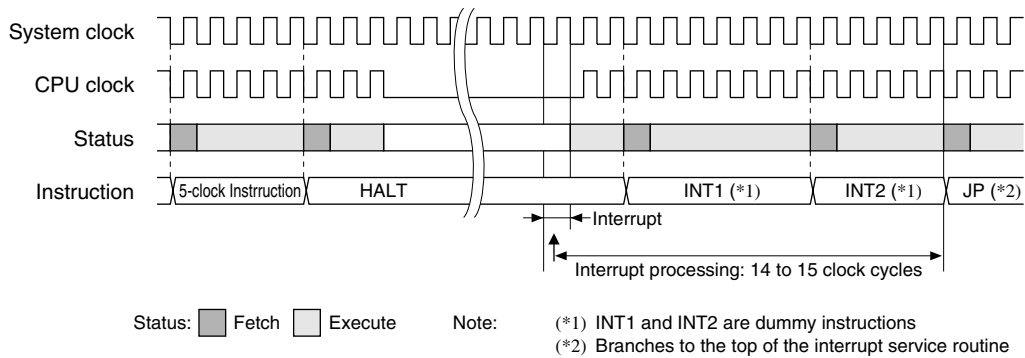 System clock
CPU clock
Status
Instruction 5-clock Instrruction HALT INT1 (*1) INT2 (*1) JP (*2)
Interrupt
Interrupt processing: 14 to 15 clock cycles
Status: Fetch Execute Note: (*1) INT1 and INT2 are dummy instructions
(*2) Branches to the top of the interrupt service routine